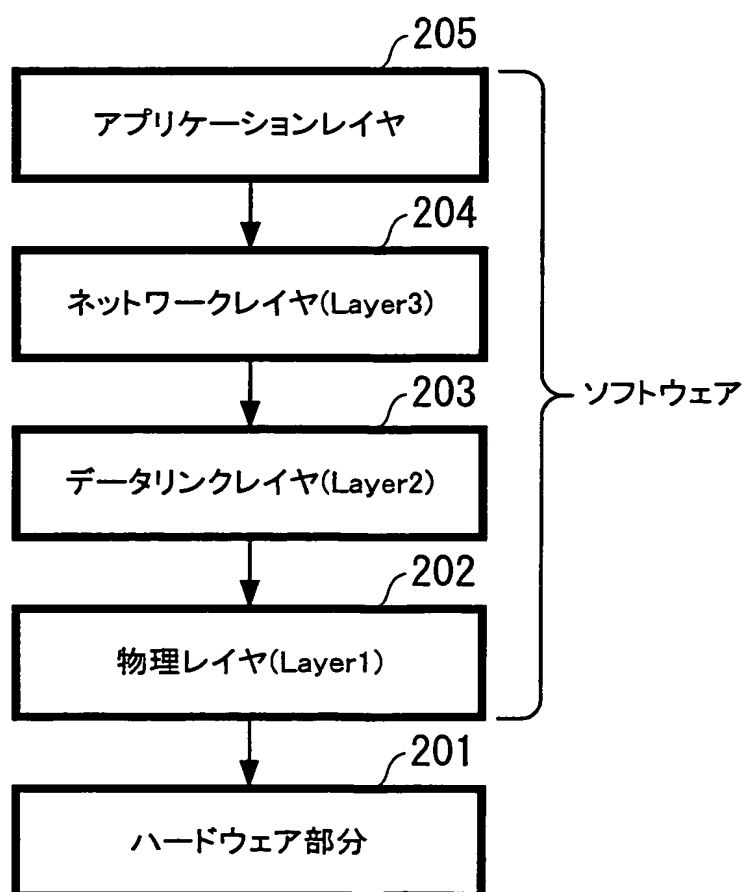 205
アプリケーションレイヤ
204
ネットワークレイヤ(Layer3)
203
データリンクレイヤ(Layer2)
ソフトウェア
202
物理レイヤ(Layer1)
201
ハードウェア部分